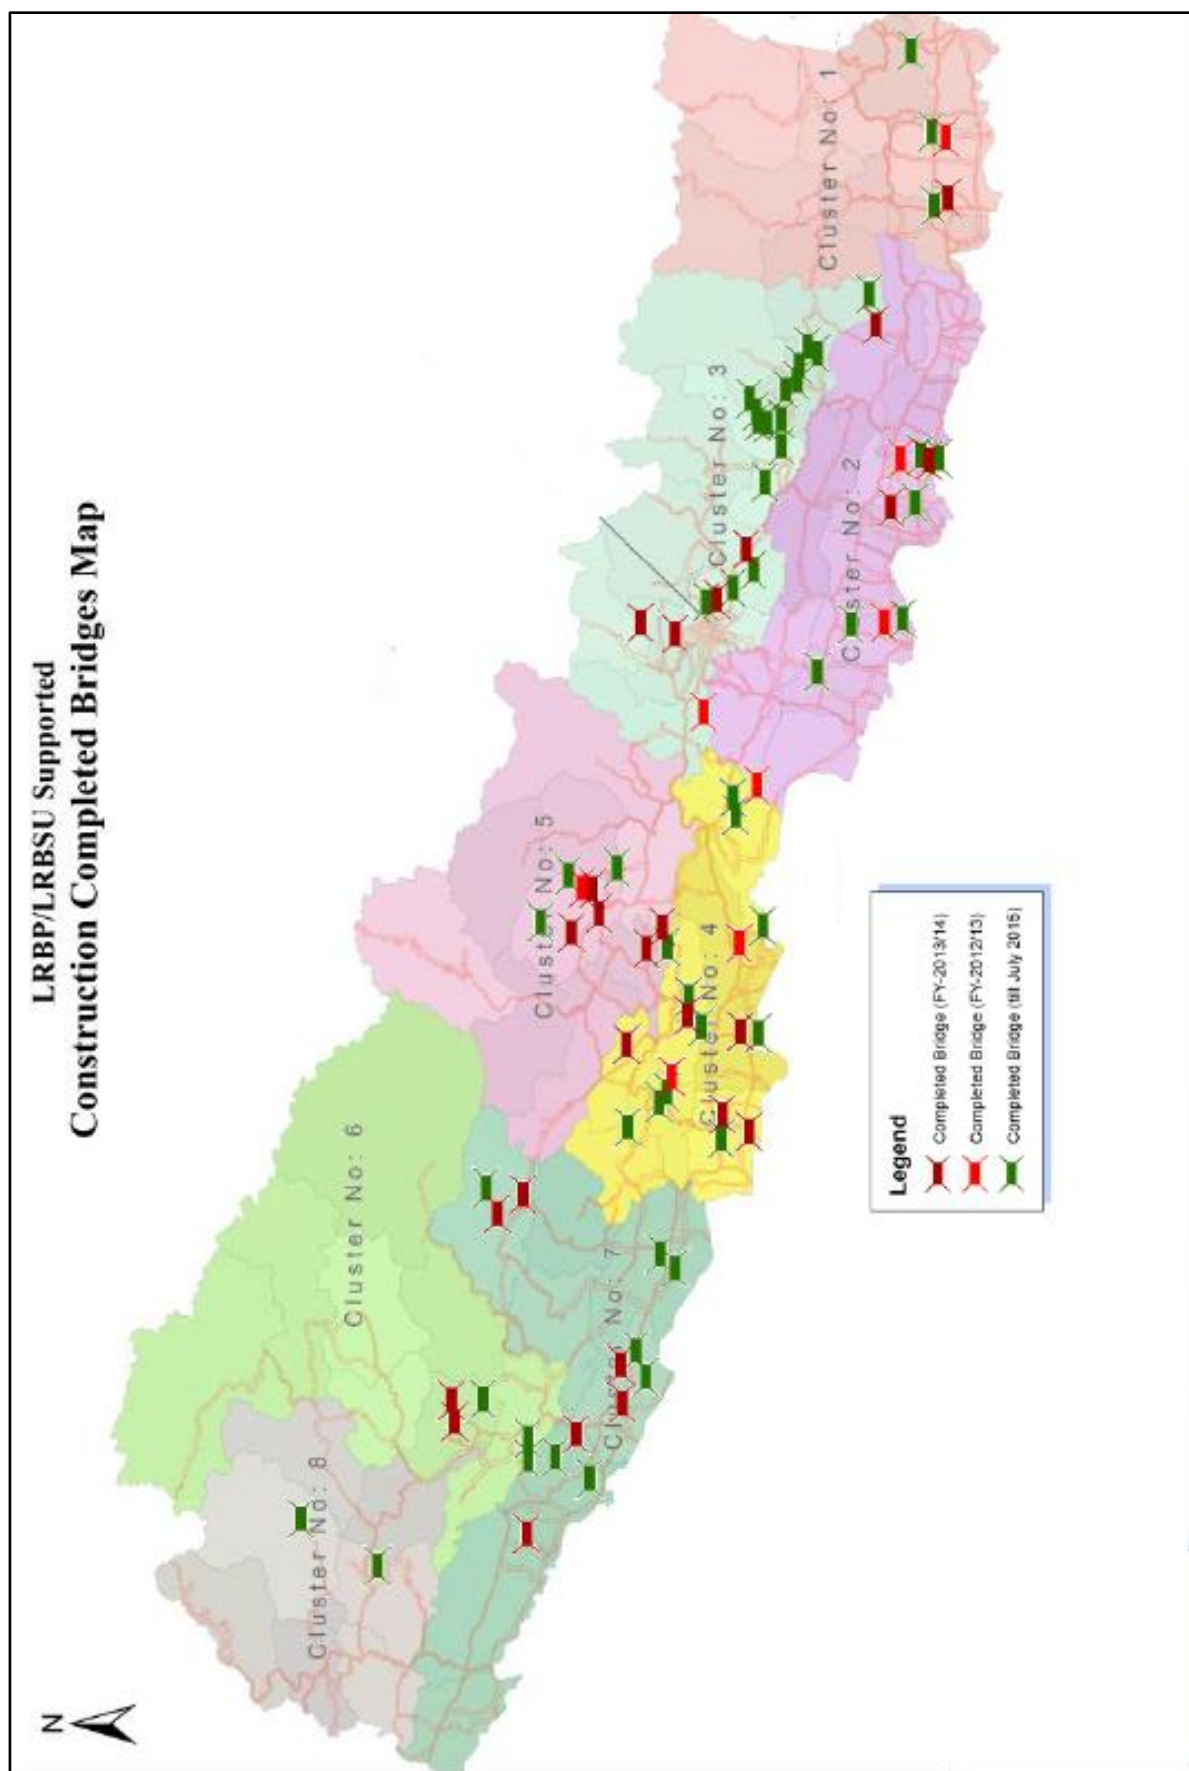 LRBP/LRBSU Supported
Construction Completed Bridges Map
N
Cluster No: 8
Cluster No: 6
Cluster No: 7
Cluster No: 5
Cluster No: 4
Cluster No: 3
Cluster No: 2
Cluster No: 1
Legend
Completed Bridge (FY-2013/14)
Completed Bridge (FY-2012/13)
Completed Bridge (till July 2015)